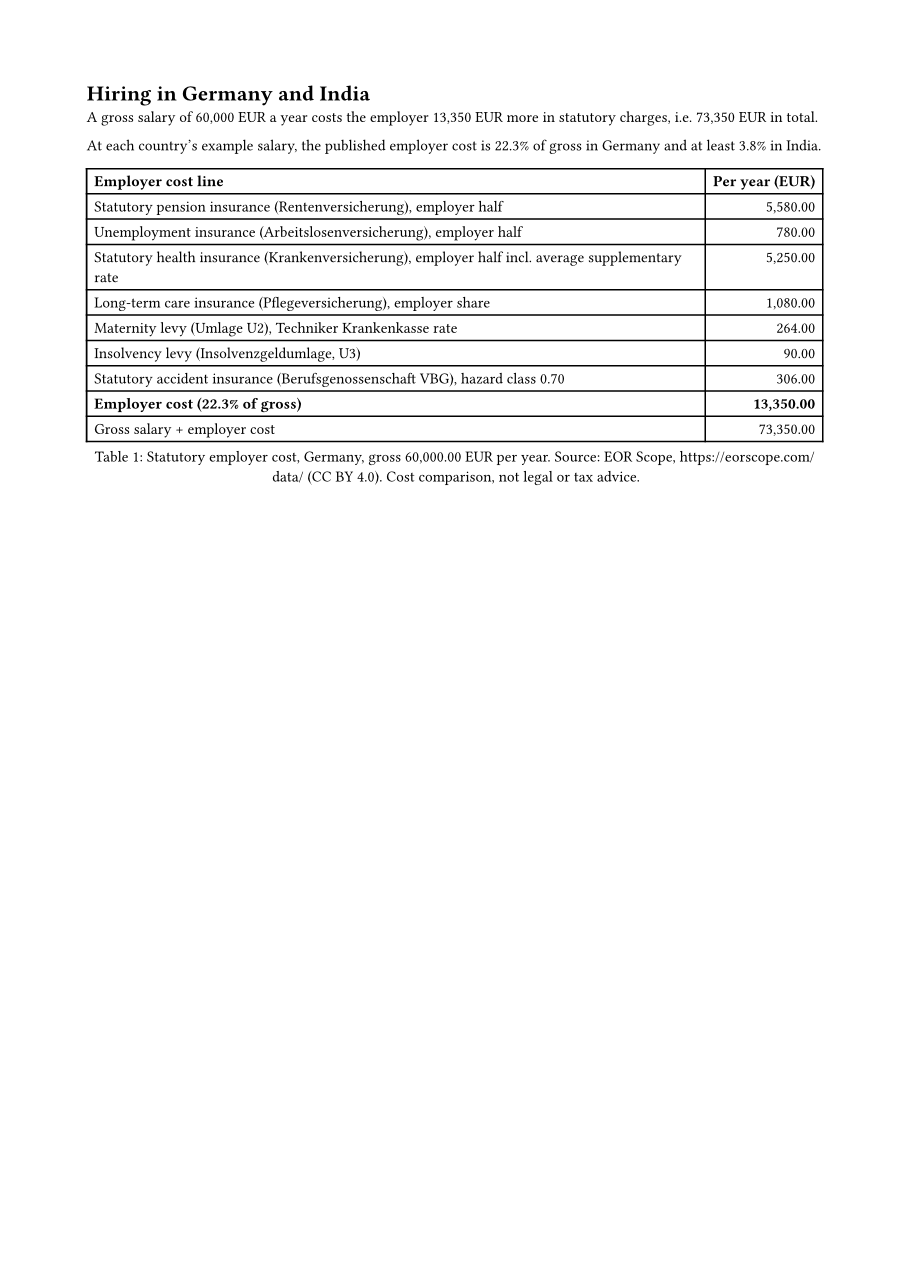 Hiring in Germany and India
A gross salary of 60,000 EUR a year costs the employer 13,350 EUR more in statutory charges, i.e. 73,350 EUR in total.
At each country's example salary, the published employer cost is 22.3% of gross in Germany and at least 3.8% in India.
Employer cost line Per year (EUR)
Statutory pension insurance (Rentenversicherung), employer half 5,580.00
Unemployment insurance (Arbeitslosenversicherung), employer half 780.00
Statutory health insurance (Krankenversicherung), employer half incl. average supplementary 5,250.00
rate
Long-term care insurance (Pflegeversicherung), employer share 1,080.00
Maternity levy (Umlage U2), Techniker Krankenkasse rate 264.00
Insolvency levy (Insolvenzgeldumlage, U3) 90.00
Statutory accident insurance (Berufsgenossenschaft VBG), hazard class 0.70 306.00
Employer cost (22.3% of gross) 13,350.00
Gross salary + employer cost 73,350.00
Table 1: Statutory employer cost, Germany, gross 60,000.00 EUR per year. Source: EOR Scope, https://eorscope.com/
data/ (CC BY 4.0). Cost comparison, not legal or tax advice.